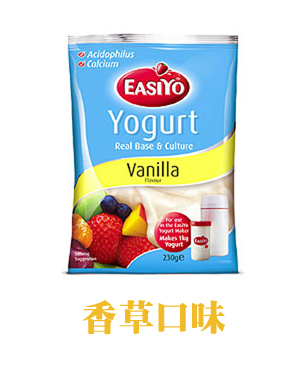 Acidophilus
Calcium
EASIYO
Yogurt
Real Base & Culture
Vanilla
Flavour
For use
in the EasiYo
Yogurt Maker
Makes 1kg
Yogurt
EASIYO
Serving
Suggestion
230g e
香草口味